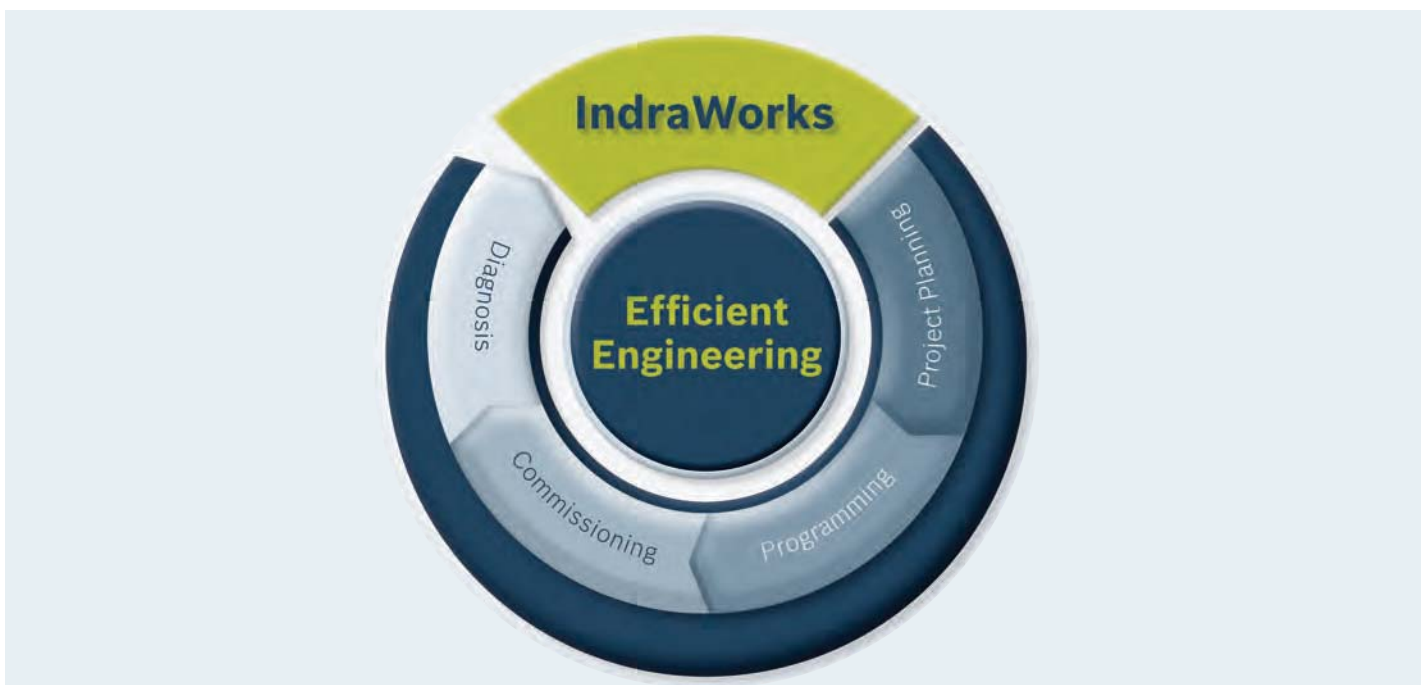 IndraWorks
Efficient
Engineering
Project Planning
Programming
Commissioning
Diagnosis